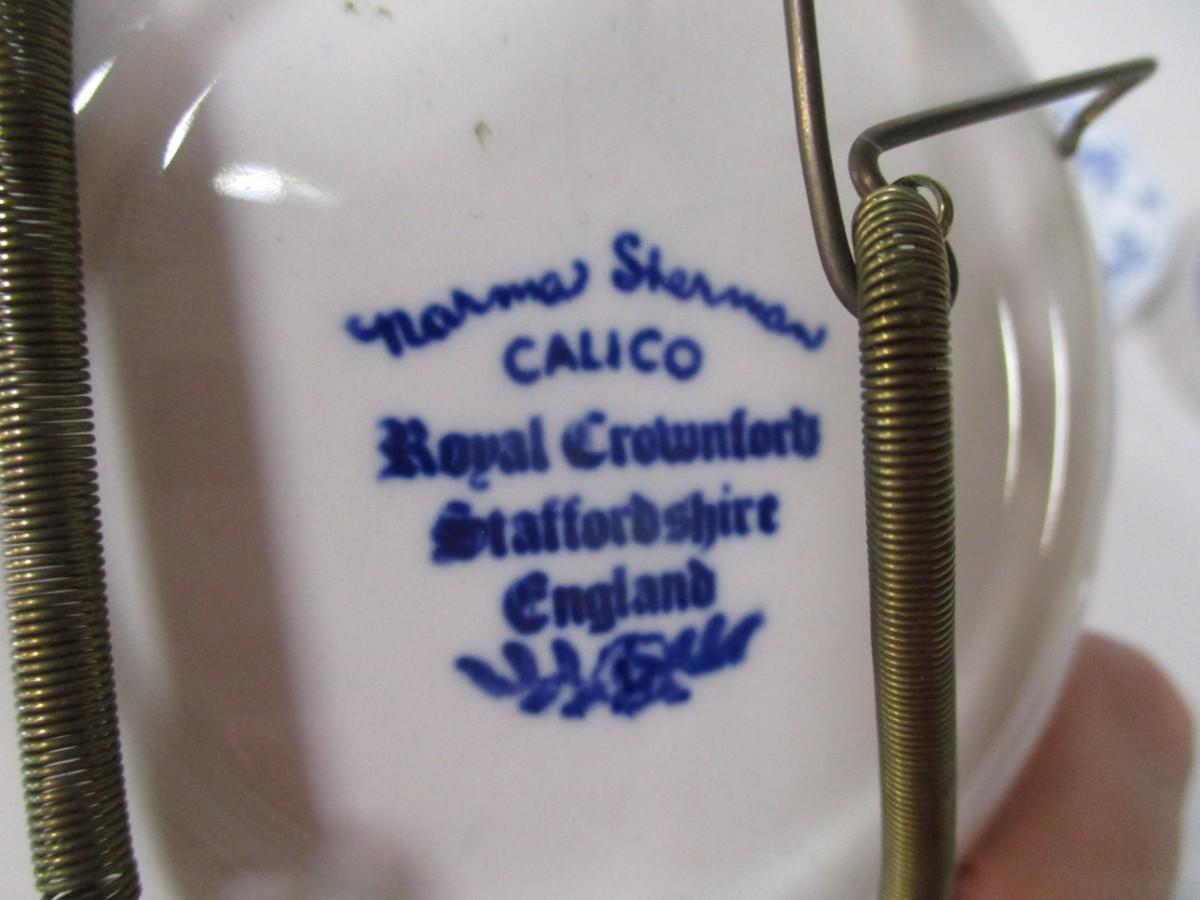 Norma Sherman
CALICO
Royal Crownford
Staffordshire
England